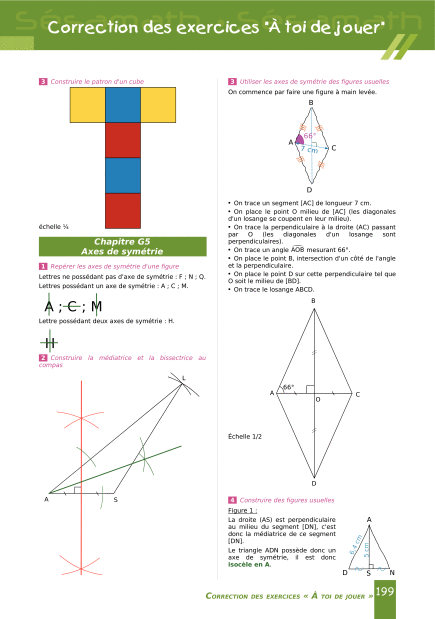 Correction des exercices "À toi de jouer"
3 Construire le patron d'un cube
échelle ¼
Chapitre G5
Axes de symétrie
1 Repérer les axes de symétrie d'une figure
Lettres ne possédant pas d'axe de symétrie : F ; N ; Q.
Lettres possédant un axe de symétrie : A ; C ; M.
A ; C ; M
Lettre possédant deux axes de symétrie : H.
H
2 Construire la médiatrice et la bissectrice au
compas
L
A
S
3 Utiliser les axes de symétrie des figures usuelles
On commence par faire une figure à main levée.
B
66°
A
7 cm
C
D
• On trace un segment [AC] de longueur 7 cm.
• On place le point O milieu de [AC] (les diagonales
d'un losange se coupent en leur milieu).
• On trace la perpendiculaire à la droite (AC) passant
par O (les diagonales d'un losange sont
perpendiculaires).
• On trace un angle AOB mesurant 66°.
• On place le point B, intersection d'un côté de l'angle
et la perpendiculaire.
• On place le point D sur cette perpendiculaire tel que
O soit le milieu de [BD].
• On trace le losange ABCD.
B
66°
A
O
C
Échelle 1/2
D
4 Construire des figures usuelles
Figure 1 :
La droite (AS) est perpendiculaire
au milieu du segment [DN], c'est
donc la médiatrice de ce segment
[DN].
Le triangle ADN possède donc un
axe de symétrie, il est donc
isocèle en A.
A
5 cm
D
S
N
CORRECTION DES EXERCICES « À TOI DE JOUER »
199